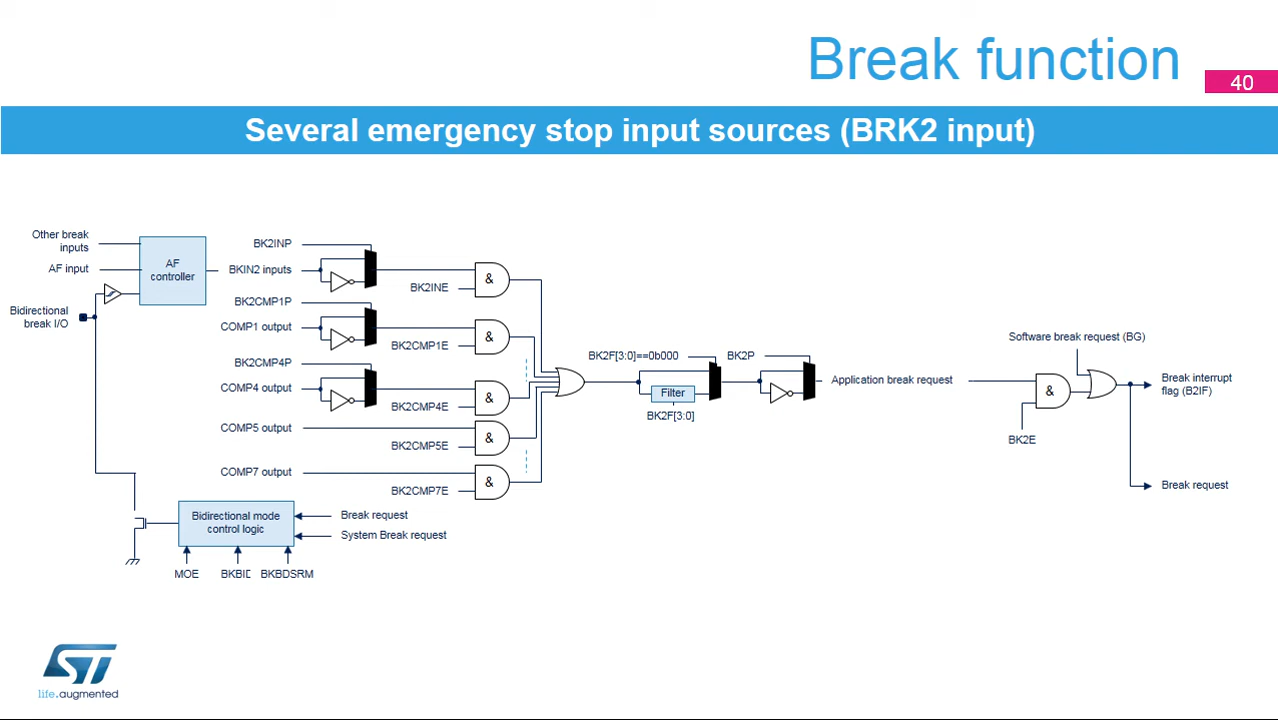 Break function
40
Several emergency stop input sources (BRK2 input)
Other break
inputs
AF input
Bidirectional
break I/O
AF
controller
BK2INP
BKIN2 inputs
BK2INE
BK2CMP1P
COMP1 output
BK2CMP1E
BK2CMP4P
COMP4 output
BK2CMP4E
COMP5 output
BK2CMP5E
COMP7 output
BK2CMP7E
&
&
&
&
&
BK2F[3:0]==0b000
Filter
BK2F[3:0]
BK2P
Application break request
Software break request (BG)
&
BK2E
Break interrupt
flag (B2IF)
Break request
Bidirectional mode
control logic
Break request
System Break request
MOE
BKBID
BKBDSRM
ST
life.augmented